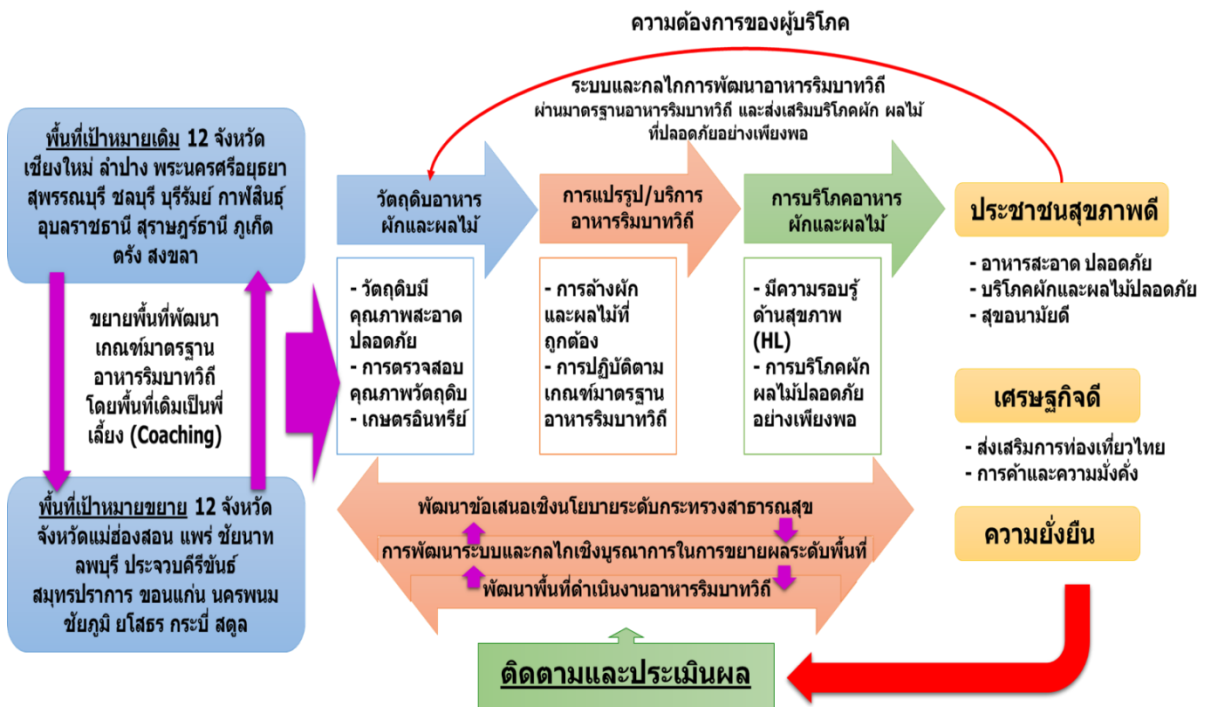 ความต้องการของผู้บริโภค
ระบบและกลไกการพัฒนาอาหารริมบาทวิถี
ผ่านมาตรฐานอาหารริมบาทวิถี และส่งเสริมบริโภคผัก ผลไม้
ที่ปลอดภัยอย่างเพียงพอ
พื้นที่เป้าหมายเดิม 12 จังหวัด
เชียงใหม่ ลำปาง พระนครศรีอยุธยา
สุพรรณบุรี ชลบุรี บุรีรัมย์ กาฬสินธุ์
อุบลราชธานี สุราษฎร์ธานี ภูเก็ต
ตรัง สงขลา
ขยายพื้นที่พัฒนา
เกณฑ์มาตรฐาน
อาหารริมบาทวิถี
โดยพื้นที่เดิมเป็นพี่
เลี้ยง (Coaching)
พื้นที่เป้าหมายขยาย 12 จังหวัด
จังหวัดแม่ฮ่องสอน แพร่ ชัยนาท
ลพบุรี ประจวบคีรีขันธ์
สมุทรปราการ ขอนแก่น นครพนม
ชัยภูมิ ยโสธร กระบี่ สตูล
วัตถุดิบอาหาร
ผักและผลไม้
- วัตถุดิบมี
คุณภาพสะอาด
ปลอดภัย
- การตรวจสอบ
คุณภาพวัตถุดิบ
- เกษตรอินทรีย์
การแปรรูป/บริการ
อาหารริมบาทวิถี
- การล้างผัก
และผลไม้ที่
ถูกต้อง
- การปฏิบัติตาม
เกณฑ์มาตรฐาน
อาหารริมบาทวิถี
การบริโภคอาหาร
ผักและผลไม้
- มีความรอบรู้
ด้านสุขภาพ
(HL)
- การบริโภคผัก
ผลไม้ปลอดภัย
อย่างเพียงพอ
ประชาชนสุขภาพดี
- อาหารสะอาด ปลอดภัย
- บริโภคผักและผลไม้ปลอดภัย
- สุขอนามัยดี
เศรษฐกิจดี
- ส่งเสริมการท่องเที่ยวไทย
- การค้าและความมั่งคั่ง
ความยั่งยืน
พัฒนาข้อเสนอเชิงนโยบายระดับกระทรวงสาธารณสุข
การพัฒนาระบบและกลไกเชิงบูรณาการในการขยายผลระดับพื้นที่
พัฒนาพื้นที่ดำเนินงานอาหารริมบาทวิถี
ติดตามและประเมินผล